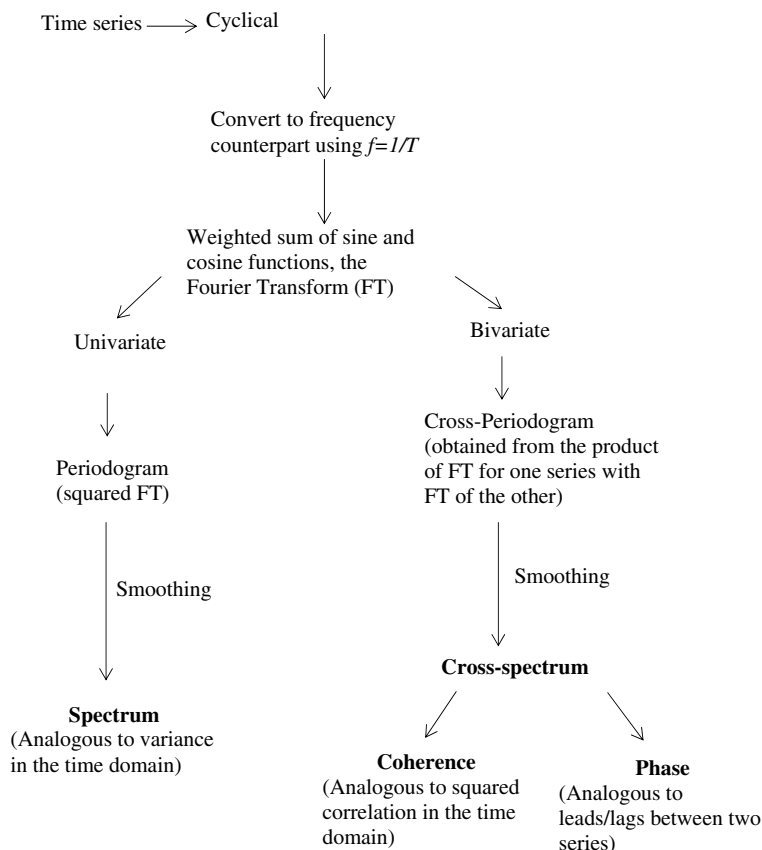 Time series
Cyclical
Convert to frequency
counterpart using f=1/T
Weighted sum of sine and
cosine functions, the
Fourier Transform (FT)
Univariate
Bivariate
Periodogram
(squared FT)
Cross-Periodogram
(obtained from the product
of FT for one series with
FT of the other)
Smoothing
Smoothing
Spectrum
(Analogous to variance
in the time domain)
Cross-spectrum
Coherence
(Analogous to squared
correlation in the time
domain)
Phase
(Analogous to
leads/lags between two
series)